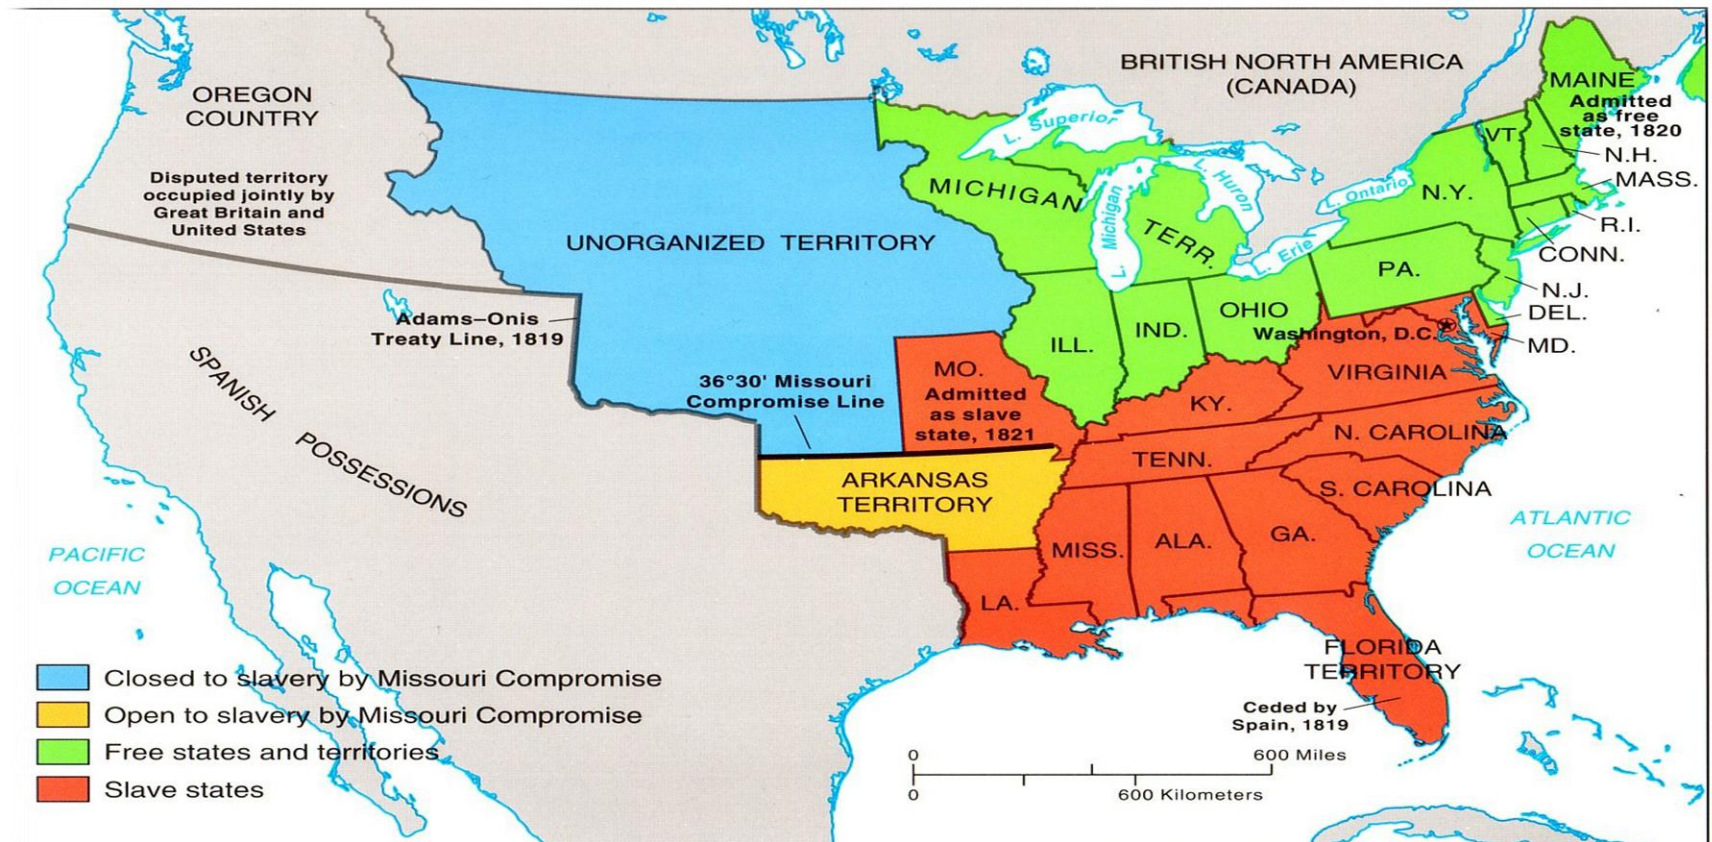 BRITISH NORTH AMERICA
(CANADA)
OREGON
COUNTRY
Disputed territory
occupied jointly by
Great Britain and
United States
MAINE
Admitted
as free
state, 1820
VT.
N.H.
MASS.
N.Y.
R.I.
CONN.
L. Superior
L. Huron
L. Ontario
L. Michigan
L. Erie
MICHIGAN
TERR.
UNORGANIZED TERRITORY
PA.
N.J.
DEL.
MD.
OHIO
IND.
ILL.
Washington, D.C.
Adams–Onis
Treaty Line, 1819
SPANISH POSSESSIONS
36°30' Missouri
Compromise Line
MO.
Admitted
as slave
state, 1821
VIRGINIA
KY.
N. CAROLINA
TENN.
S. CAROLINA
ARKANSAS
TERRITORY
MISS.
ALA.
GA.
LA.
ATLANTIC
OCEAN
PACIFIC
OCEAN
FLORIDA
TERRITORY
Ceded by
Spain, 1819
Closed to slavery by Missouri Compromise
Open to slavery by Missouri Compromise
Free states and territories
Slave states
0 600 Miles
0 600 Kilometers